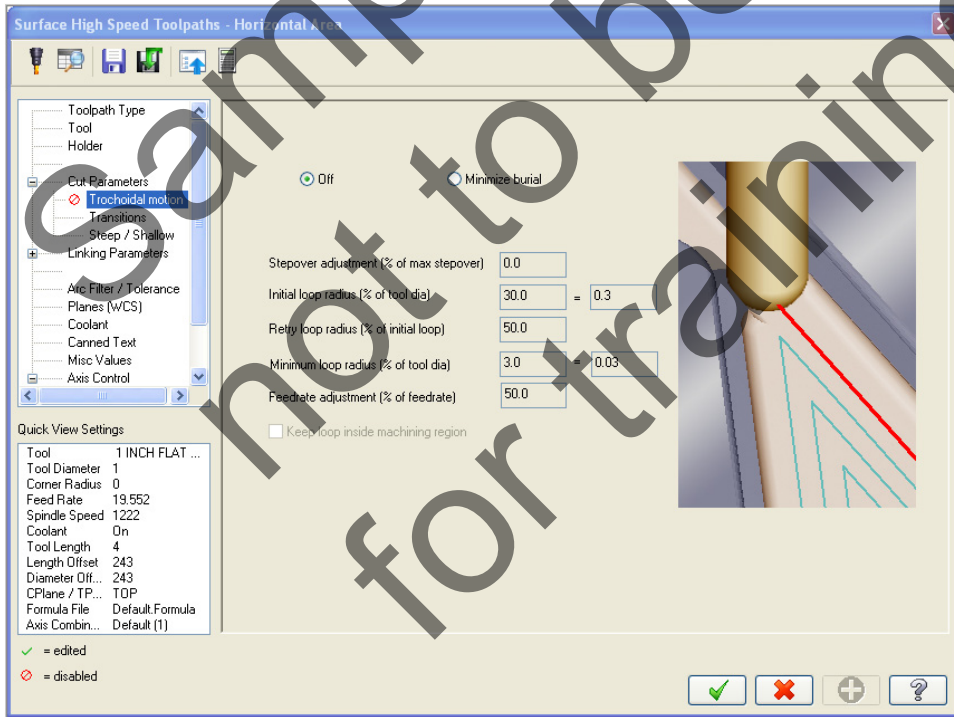 Surface High Speed Toolpaths - Horizontal Area
Toolpath Type
Tool
Holder
Cut Parameters
Trochoidal motion
Transitions
Steep / Shallow
Linking Parameters
Arc Filter / Tolerance
Planes (WCS)
Coolant
Canned Text
Misc Values
Axis Control
Off
Minimize burial
Stepover adjustment (% of max stepover) 0.0
Initial loop radius (% of tool dia) 30.0 = 0.3
Retry loop radius (% of initial loop) 50.0
Minimum loop radius (% of tool dia) 3.0 = 0.03
Feedrate adjustment (% of feedrate) 50.0
Keep loop inside machining region
Quick View Settings
Tool 1 INCH FLAT ...
Tool Diameter 1
Corner Radius 0
Feed Rate 19.552
Spindle Speed 1222
Coolant On
Tool Length 4
Length Offset 243
Diameter Off... 243
CPlane / TP... TOP
Formula File Default.Formula
Axis Combin... Default (1)
= edited
= disabled
not to b
for training